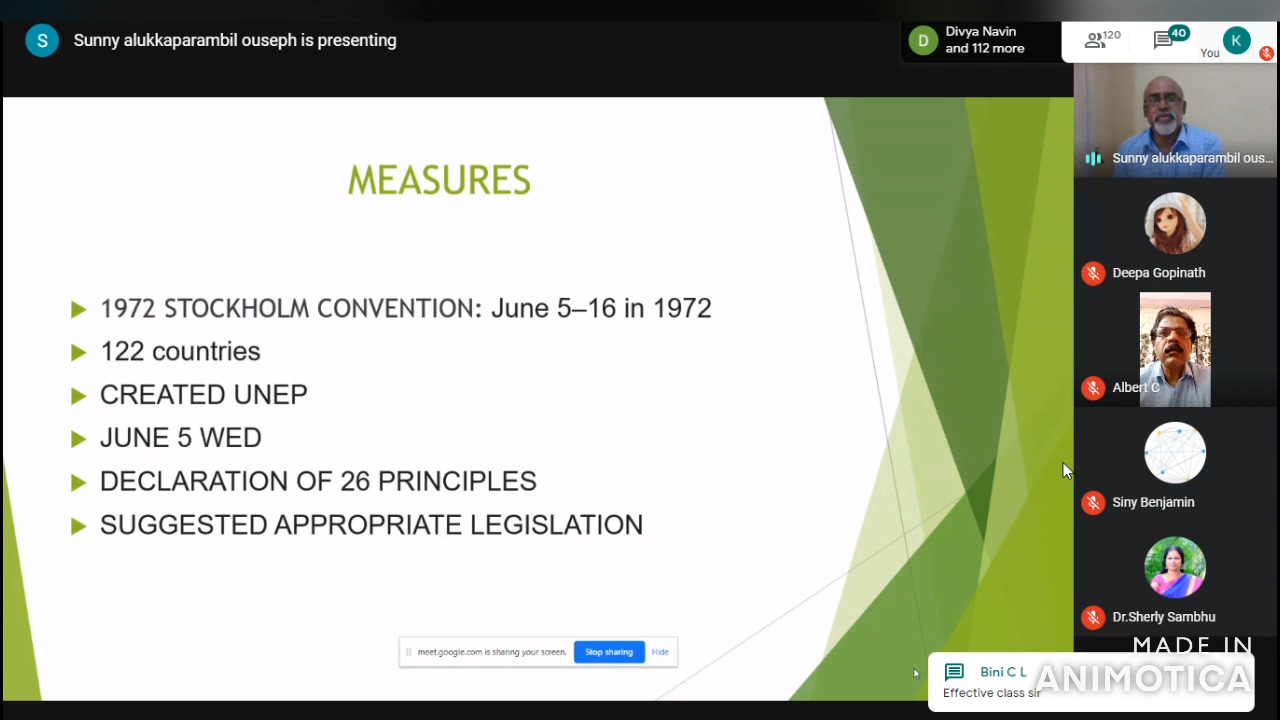 S Sunny alukkaparambil ouseph is presenting
D Divya Navin
and 112 more
120
40
You K
MEASURES
1972 STOCKHOLM CONVENTION: June 5–16 in 1972
122 countries
CREATED UNEP
JUNE 5 WED
DECLARATION OF 26 PRINCIPLES
SUGGESTED APPROPRIATE LEGISLATION
meet.google.com is sharing your screen. Stop sharing Hide
Sunny alukkaparambil ous...
Deepa Gopinath
Albert C
Siny Benjamin
Dr.Sherly Sambhu
MADE IN
ANIMOTICA
Bini C L
Effective class sir